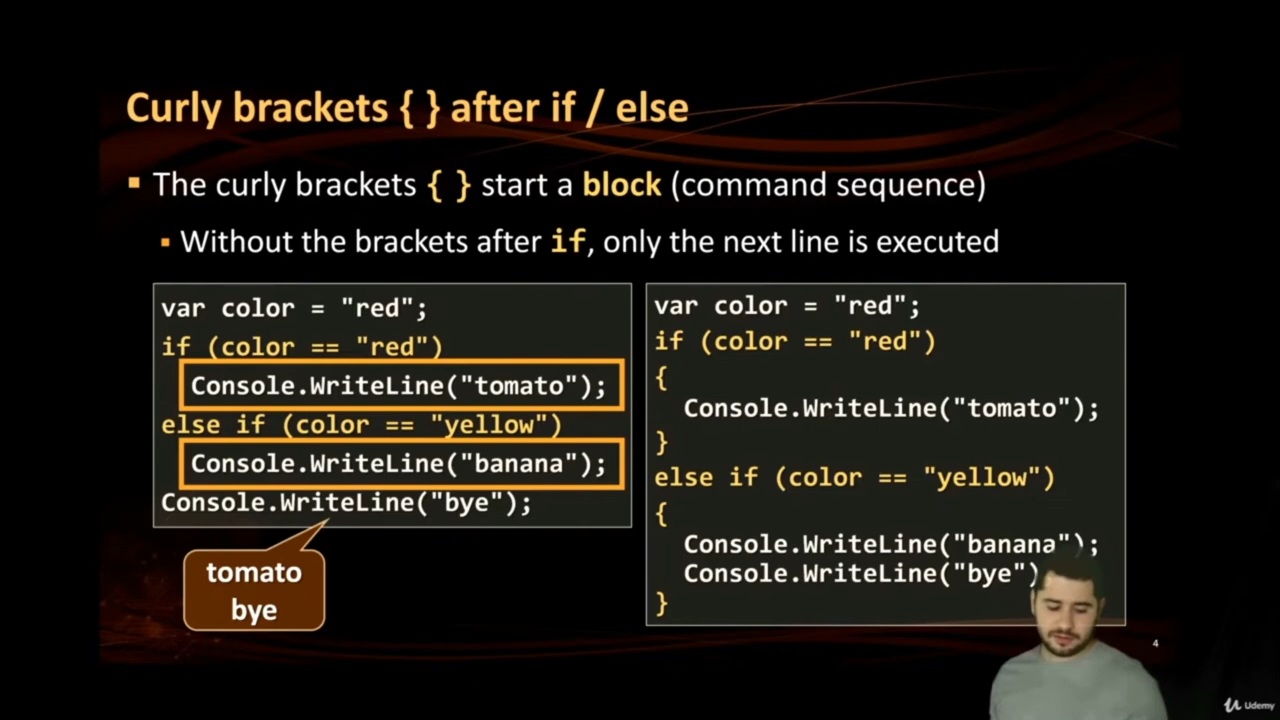 Curly brackets { } after if / else
The curly brackets { } start a block (command sequence)
Without the brackets after if, only the next line is executed
var color = "red";
if (color == "red")
Console.WriteLine("tomato");
else if (color == "yellow")
Console.WriteLine("banana");
Console.WriteLine("bye");
tomato
bye
var color = "red";
if (color == "red")
{
Console.WriteLine("tomato");
}
else if (color == "yellow")
{
Console.WriteLine("banana");
Console.WriteLine("bye")
}
4
Udemy